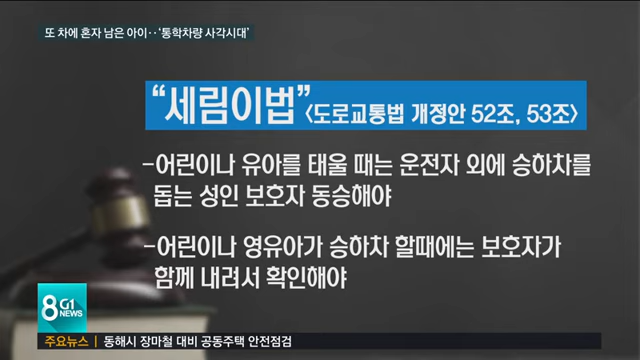 또 차에 혼자 남은 아이‥'통학차량 사각시대'
"세림이법" <도로교통법 개정안 52조, 53조>
-어린이나 유아를 태울 때는 운전자 외에 승하차를
돕는 성인 보호자 동승해야
-어린이나 영유아가 승하차 할때에는 보호자가
함께 내려서 확인해야
8 G1 NEWS
주요뉴스 | 동해시 장마철 대비 공동주택 안전점검